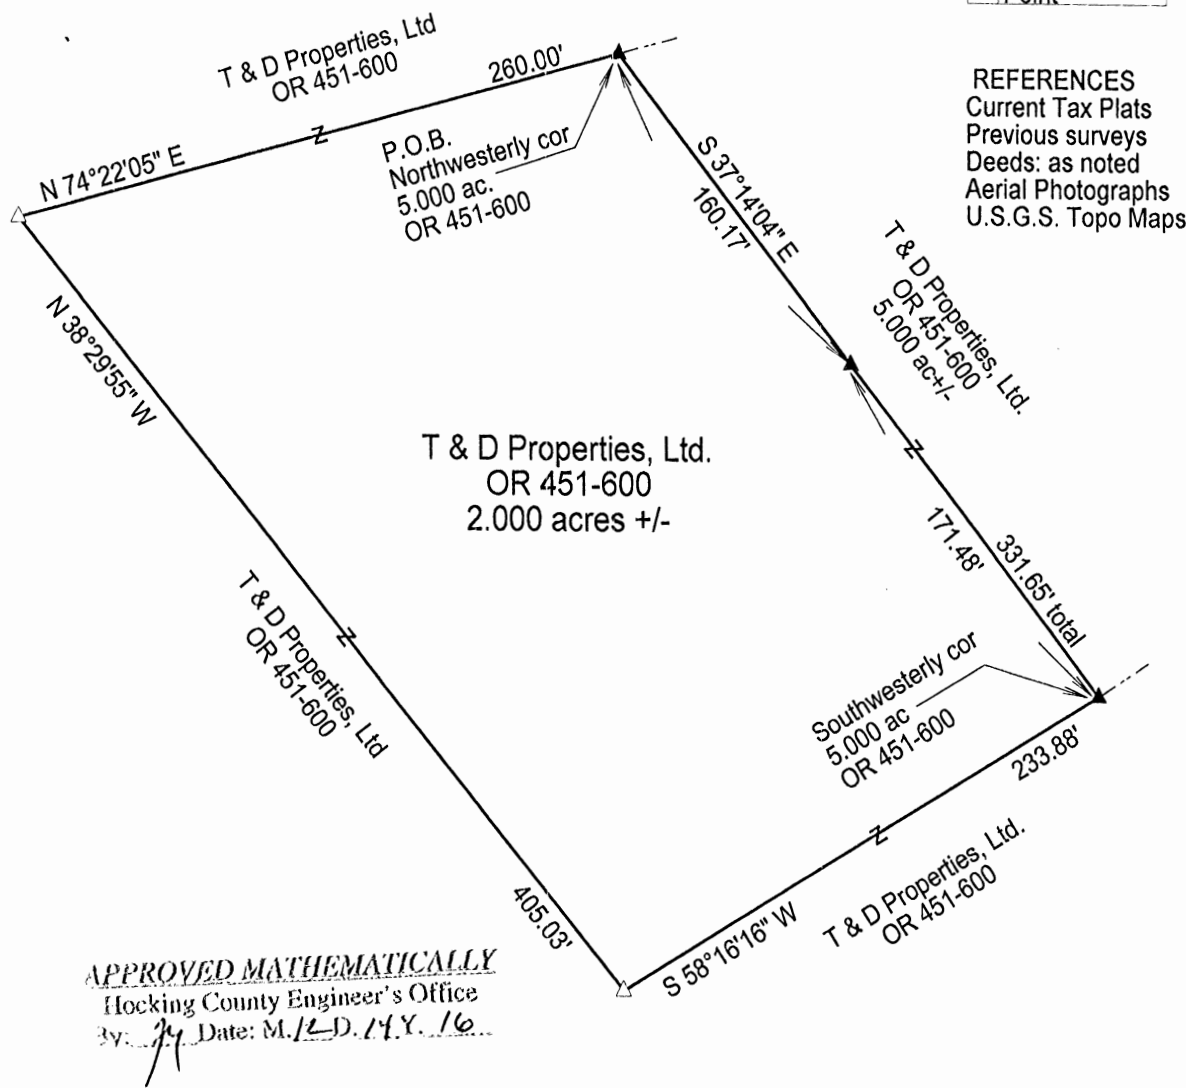 Point
REFERENCES
Current Tax Plats
Previous surveys
Deeds: as noted
Aerial Photographs
U.S.G.S. Topo Maps
T & D Properties, Ltd
OR 451-600
260.00'
N 74°22'05" E
P.O.B.
Northwesterly cor
5.000 ac.
OR 451-600
S 37°14'04" E
160.17'
T & D Properties, Ltd.
OR 451-600
5.000 ac+/-
N 38°29'55" W
T & D Properties, Ltd.
OR 451-600
2.000 acres +/-
171.48'
331.65' total
T & D Properties, Ltd
OR 451-600
Southwesterly cor
5.000 ac
OR 451-600
233.88'
405.03'
S 58°16'16" W
T & D Properties, Ltd.
OR 451-600
APPROVED MATHEMATICALLY
Hocking County Engineer's Office
By: Date: M.12 D.14 Y. 16